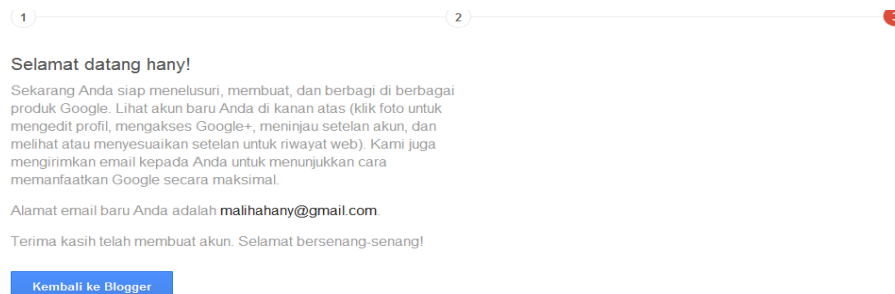 1 2 3
Selamat datang hany!
Sekarang Anda siap menelusuri, membuat, dan berbagi di berbagai
produk Google. Lihat akun baru Anda di kanan atas (klik foto untuk
mengedit profil, mengakses Google+, meninjau setelan akun, dan
melihat atau menyesuaikan setelan untuk riwayat web). Kami juga
mengirimkan email kepada Anda untuk menunjukkan cara
memanfaatkan Google secara maksimal.
Alamat email baru Anda adalah malihahany@gmail.com.
Terima kasih telah membuat akun. Selamat bersenang-senang!
Kembali ke Blogger